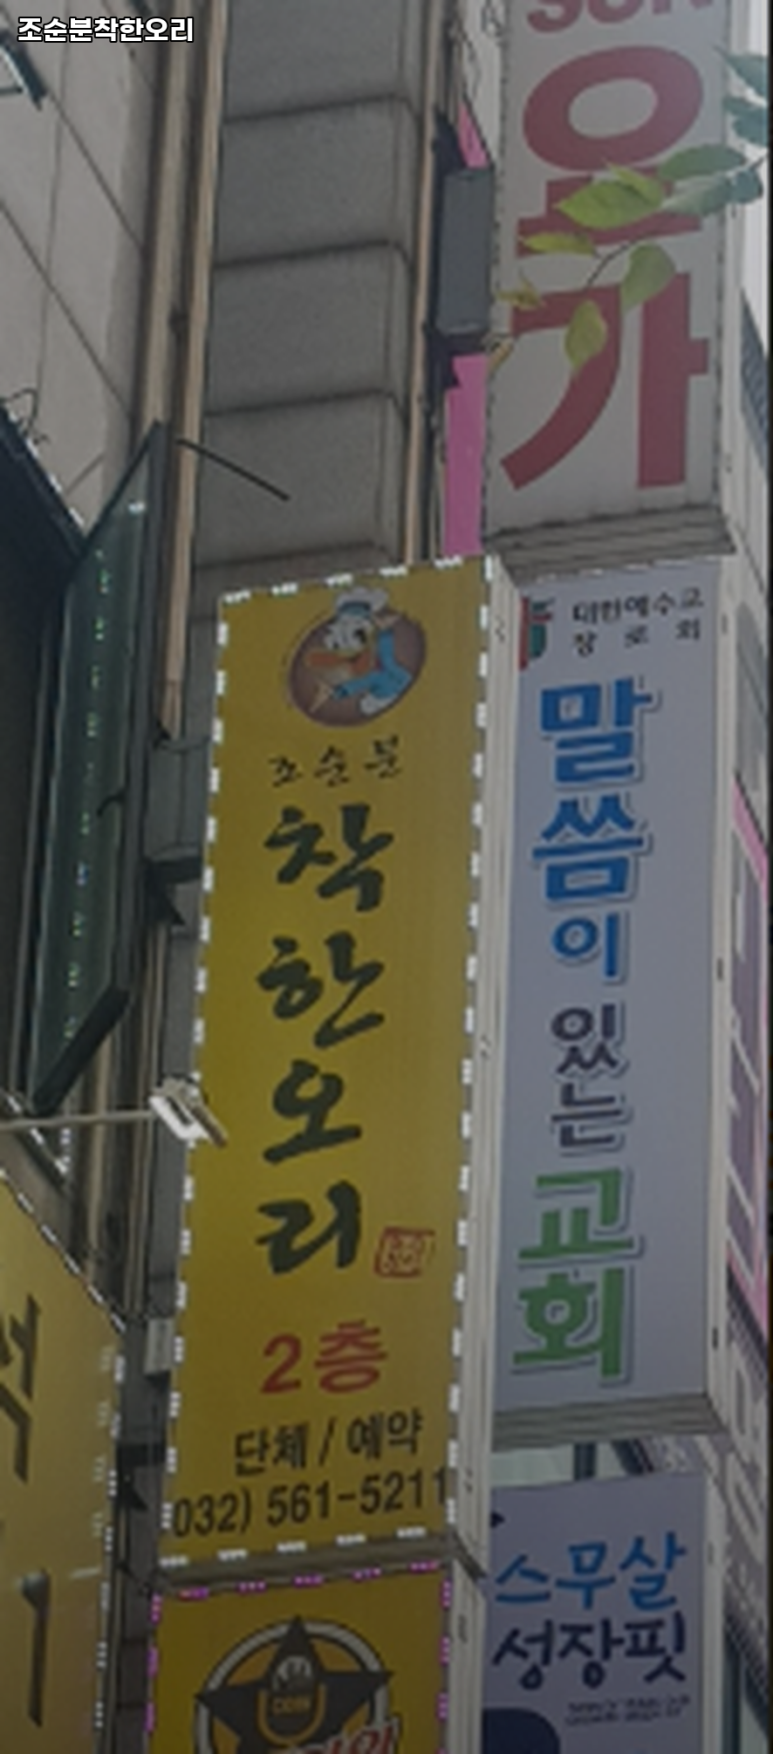 조순분착한오리
SUN
요가
대한예수교
장로회
말씀이 있는 교회
조순분
착한오리
2층
단체 / 예약
032) 561-5211
스무살
성장핏